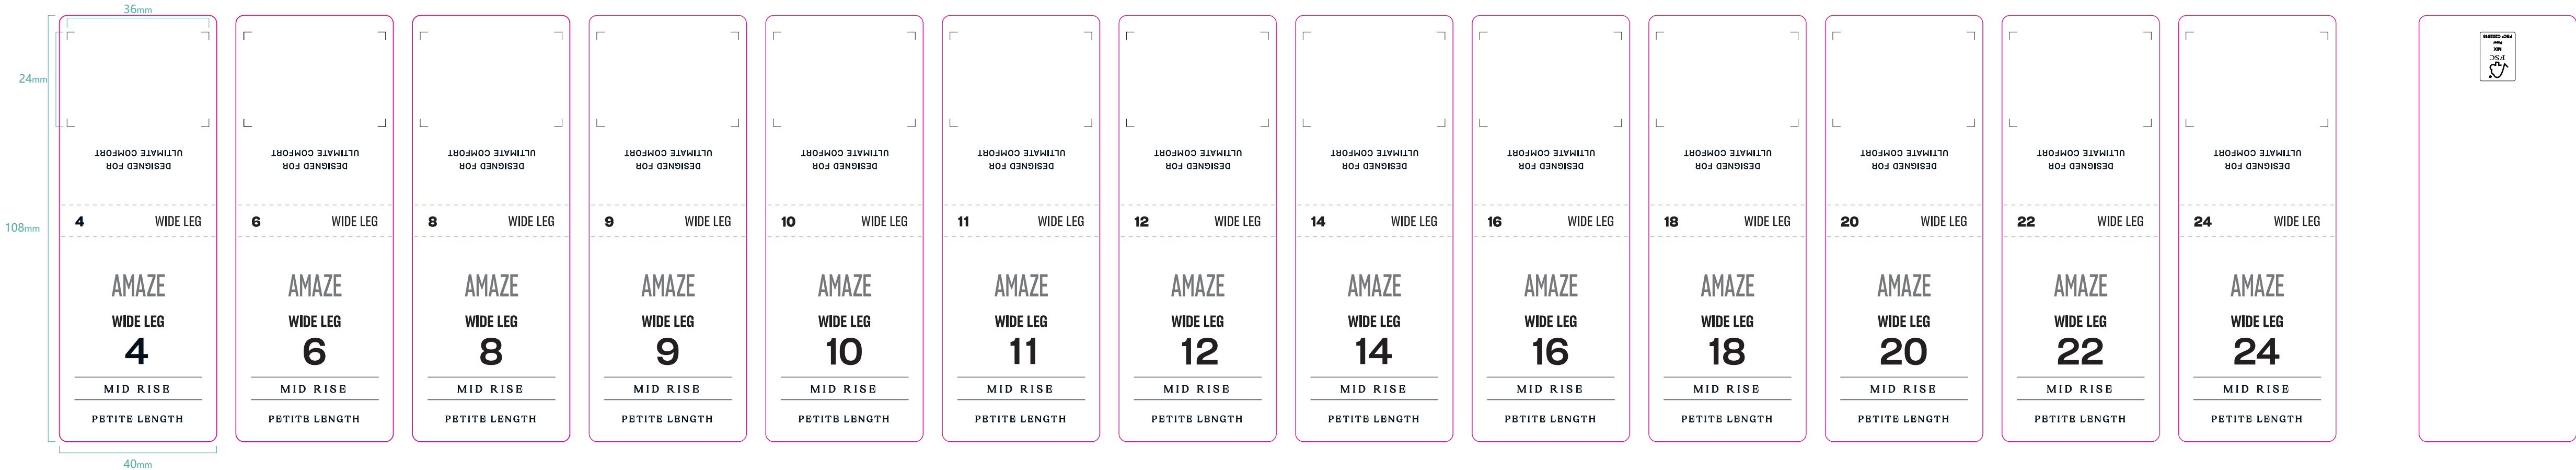 36mm
24mm
108mm
40mm
DESIGNED FOR
ULTIMATE COMFORT
4 WIDE LEG
AMAZE
WIDE LEG
4
MID RISE
PETITE LENGTH
DESIGNED FOR
ULTIMATE COMFORT
6 WIDE LEG
AMAZE
WIDE LEG
6
MID RISE
PETITE LENGTH
DESIGNED FOR
ULTIMATE COMFORT
8 WIDE LEG
AMAZE
WIDE LEG
8
MID RISE
PETITE LENGTH
DESIGNED FOR
ULTIMATE COMFORT
9 WIDE LEG
AMAZE
WIDE LEG
9
MID RISE
PETITE LENGTH
DESIGNED FOR
ULTIMATE COMFORT
10 WIDE LEG
AMAZE
WIDE LEG
10
MID RISE
PETITE LENGTH
DESIGNED FOR
ULTIMATE COMFORT
11 WIDE LEG
AMAZE
WIDE LEG
11
MID RISE
PETITE LENGTH
DESIGNED FOR
ULTIMATE COMFORT
12 WIDE LEG
AMAZE
WIDE LEG
12
MID RISE
PETITE LENGTH
DESIGNED FOR
ULTIMATE COMFORT
14 WIDE LEG
AMAZE
WIDE LEG
14
MID RISE
PETITE LENGTH
DESIGNED FOR
ULTIMATE COMFORT
16 WIDE LEG
AMAZE
WIDE LEG
16
MID RISE
PETITE LENGTH
DESIGNED FOR
ULTIMATE COMFORT
18 WIDE LEG
AMAZE
WIDE LEG
18
MID RISE
PETITE LENGTH
DESIGNED FOR
ULTIMATE COMFORT
20 WIDE LEG
AMAZE
WIDE LEG
20
MID RISE
PETITE LENGTH
DESIGNED FOR
ULTIMATE COMFORT
22 WIDE LEG
AMAZE
WIDE LEG
22
MID RISE
PETITE LENGTH
DESIGNED FOR
ULTIMATE COMFORT
24 WIDE LEG
AMAZE
WIDE LEG
24
MID RISE
PETITE LENGTH
FSC
MIX
Paper